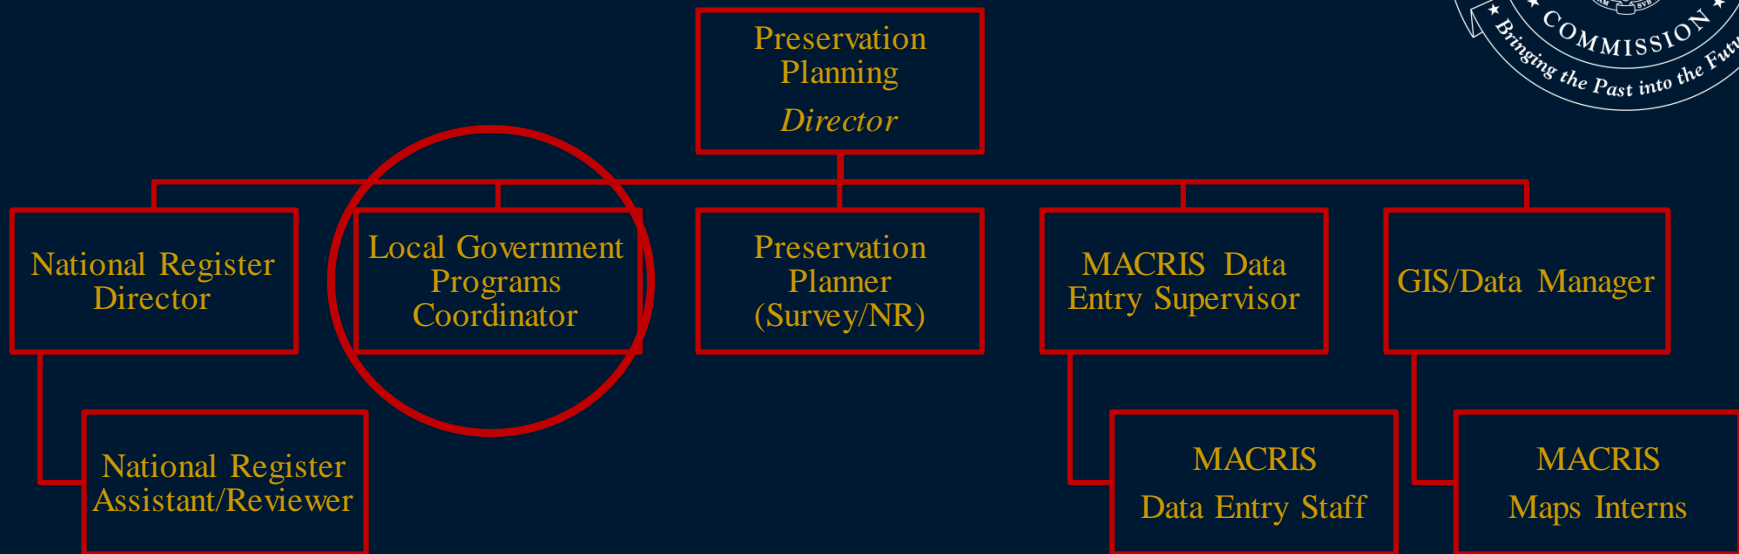 COMMISSION
Bringing the Past into the
Preservation
Planning
Director
National Register
Director
Local Government
Programs
Coordinator
Preservation
Planner
(Survey/NR)
MACRIS Data
Entry Supervisor
GIS/Data Manager
National Register
Assistant/Reviewer
MACRIS
Data Entry Staff
MACRIS
Maps Interns